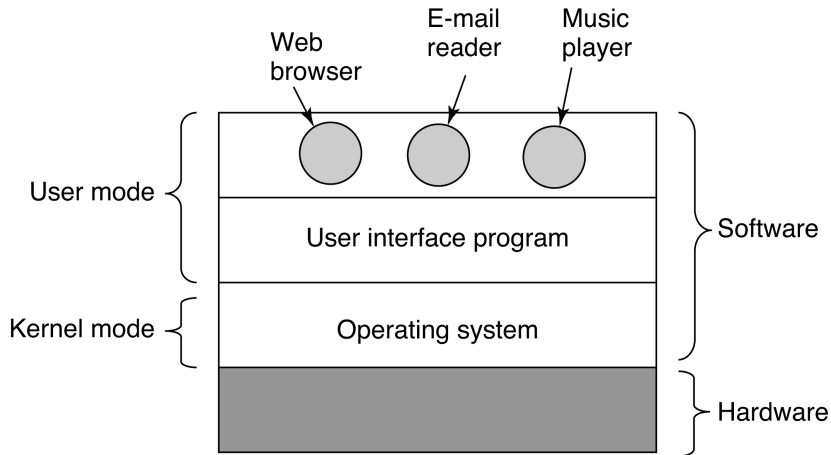 Web
browser
E-mail
reader
Music
player
User mode
User interface program
Software
Kernel mode
Operating system
Hardware